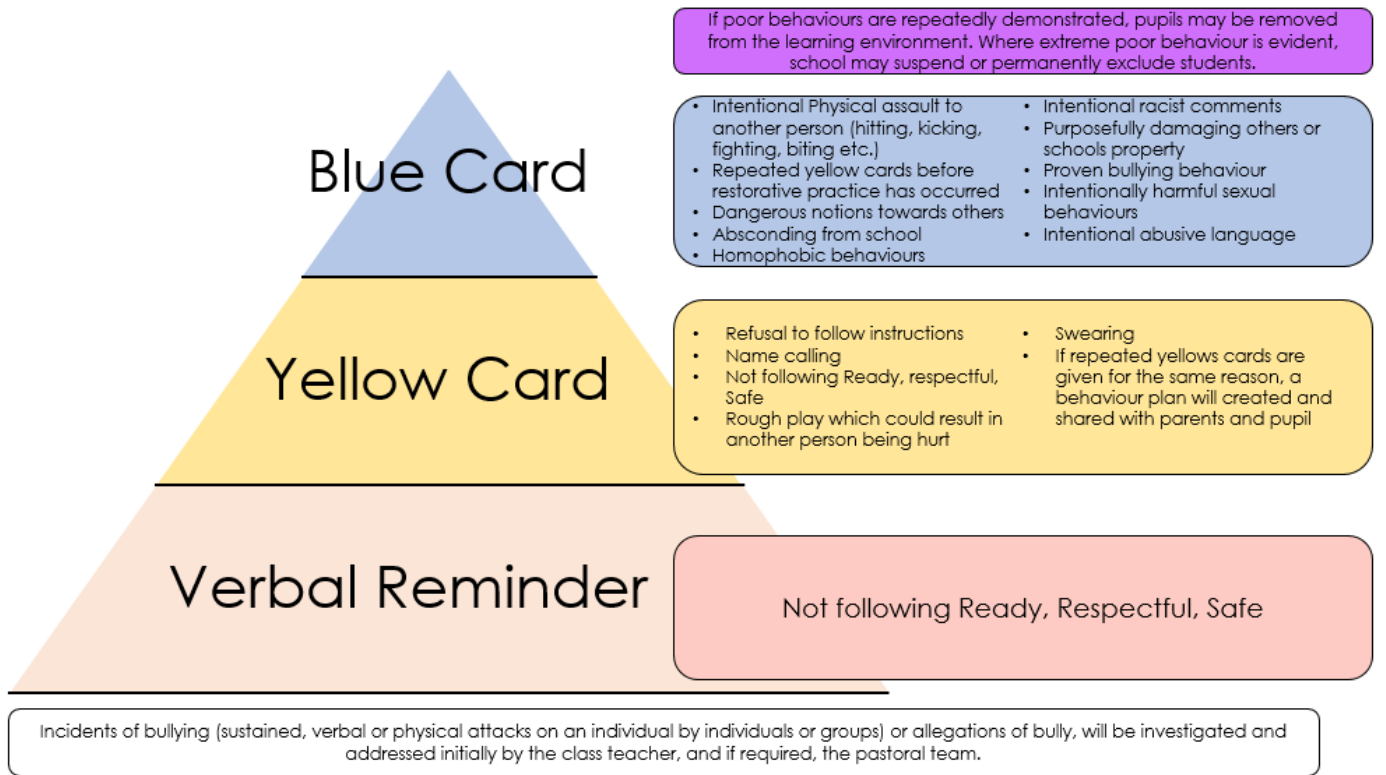 If poor behaviours are repeatedly demonstrated, pupils may be removed
from the learning environment. Where extreme poor behaviour is evident,
school may suspend or permanently exclude students.
Blue Card
• Intentional Physical assault to
another person (hitting, kicking,
fighting, biting etc.)
• Repeated yellow cards before
restorative practice has occurred
• Dangerous notions towards others
• Absconding from school
• Homophobic behaviours
• Intentional racist comments
• Purposefully damaging others or
schools property
• Proven bullying behaviour
• Intentionally harmful sexual
behaviours
• Intentional abusive language
Yellow Card
• Refusal to follow instructions
• Name calling
• Not following Ready, respectful,
Safe
• Rough play which could result in
another person being hurt
• Swearing
• If repeated yellows cards are
given for the same reason, a
behaviour plan will created and
shared with parents and pupil
Verbal Reminder
Not following Ready, Respectful, Safe
Incidents of bullying (sustained, verbal or physical attacks on an individual by individuals or groups) or allegations of bully, will be investigated and
addressed initially by the class teacher, and if required, the pastoral team.